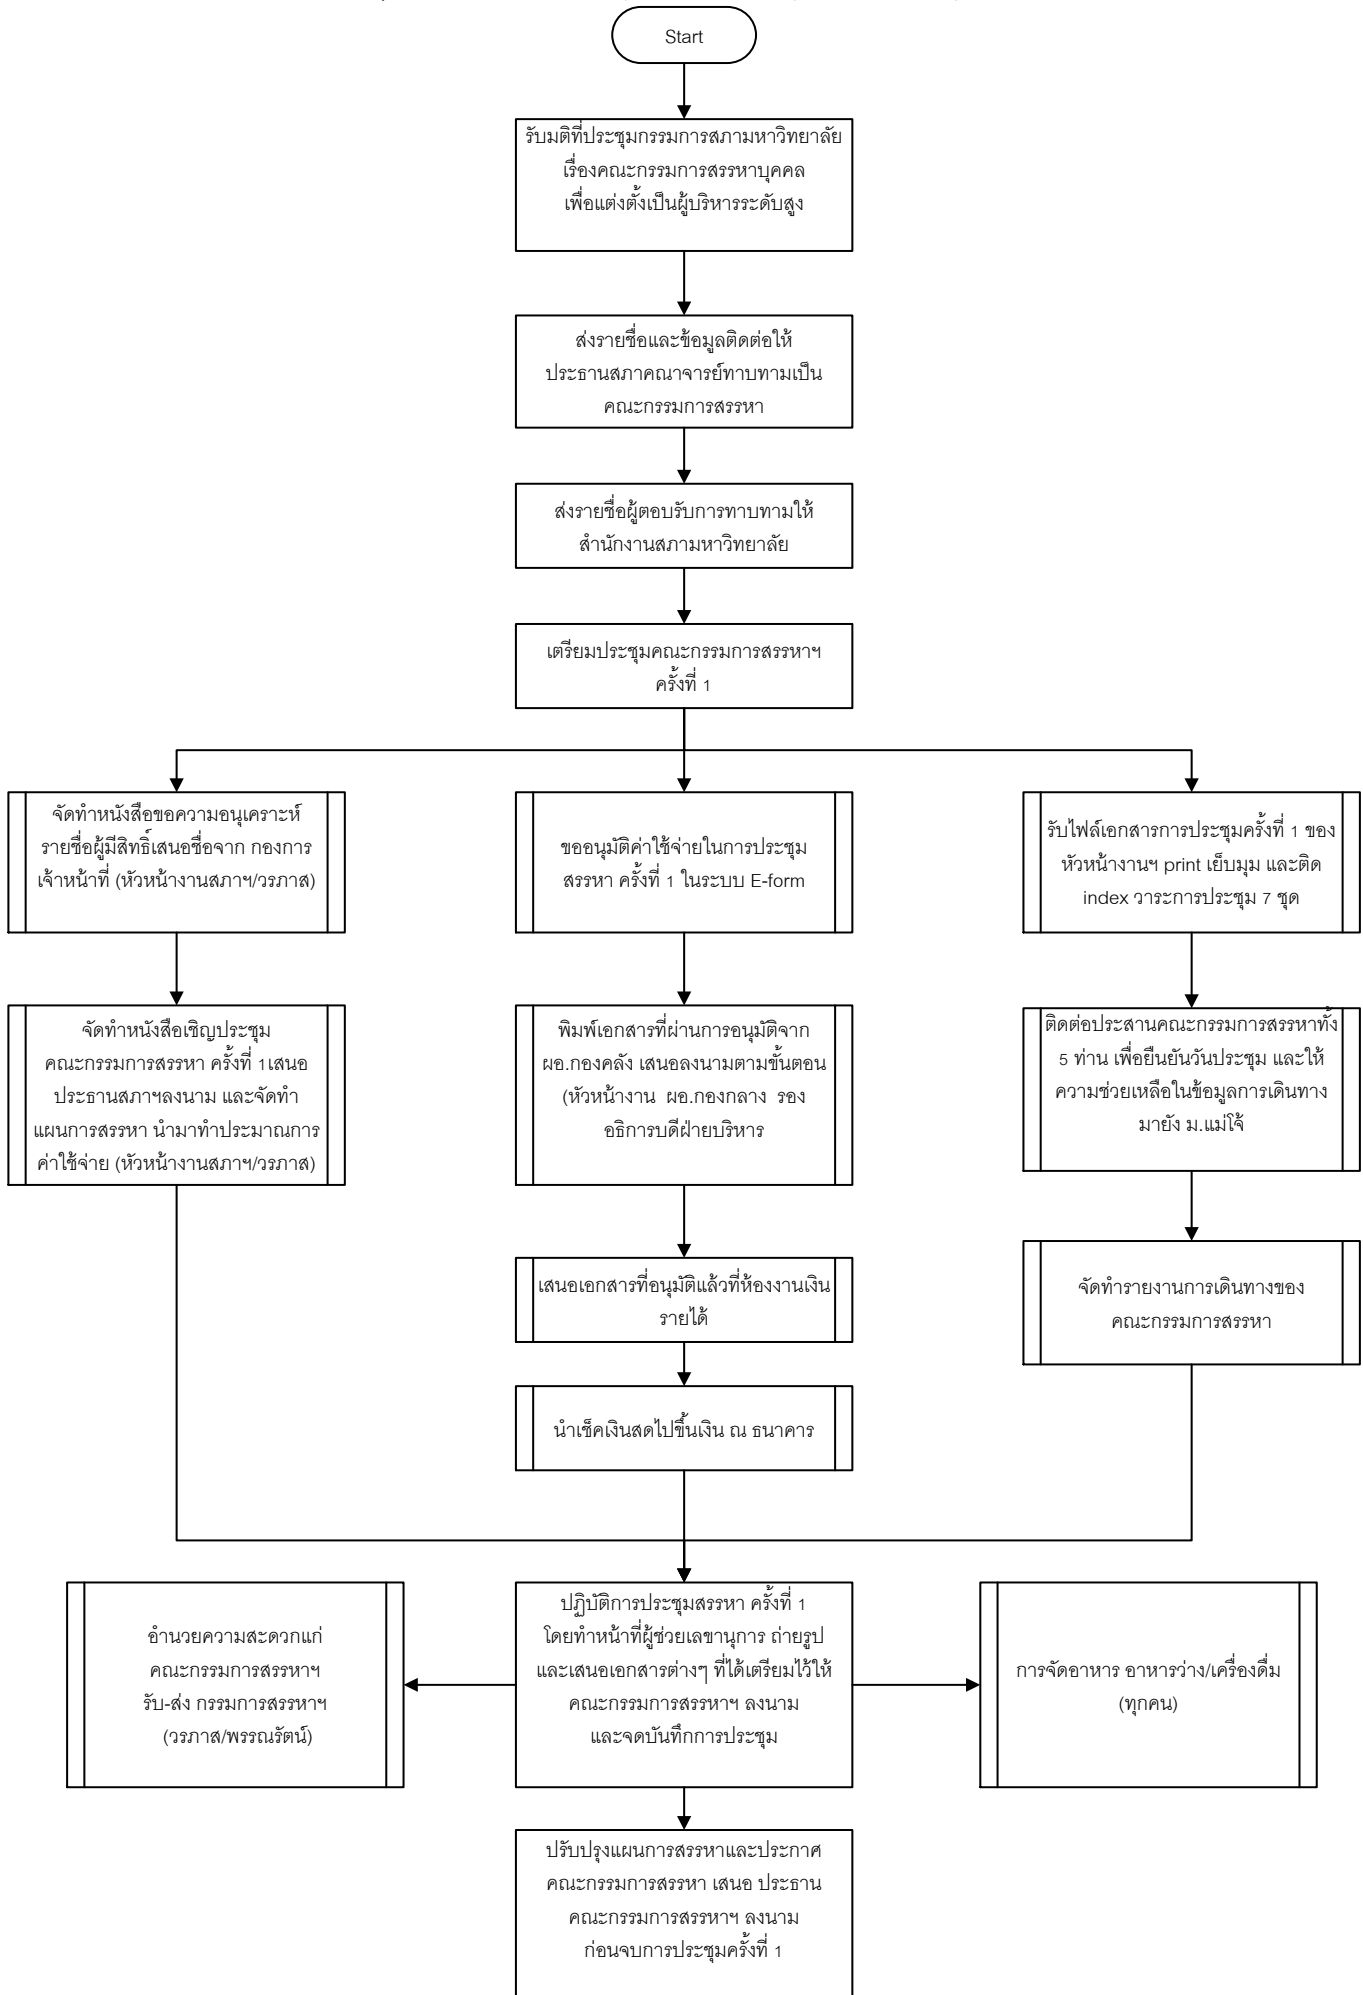 Start
รับมติที่ประชุมกรรมการสภามหาวิทยาลัย
เรื่องคณะกรรมการสรรหาบุคคล
เพื่อแต่งตั้งเป็นผู้บริหารระดับสูง
ส่งรายชื่อและข้อมูลติดต่อให้
ประธานสภาคณาจารย์ทาบทามเป็น
คณะกรรมการสรรหา
ส่งรายชื่อผู้ตอบรับการทาบทามให้
สำนักงานสภามหาวิทยาลัย
เตรียมประชุมคณะกรรมการสรรหาฯ
ครั้งที่ 1
จัดทำหนังสือขอความอนุเคราะห์
รายชื่อผู้มีสิทธิ์เสนอชื่อจาก กองการ
เจ้าหน้าที่ (หัวหน้างานสภาฯ/วรภาส)
ขออนุมัติค่าใช้จ่ายในการประชุม
สรรหา ครั้งที่ 1 ในระบบ E-form
รับไฟล์เอกสารการประชุมครั้งที่ 1 ของ
หัวหน้างานฯ print เย็บมุม และติด
index วาระการประชุม 7 ชุด
จัดทำหนังสือเชิญประชุม
คณะกรรมการสรรหา ครั้งที่ 1เสนอ
ประธานสภาฯลงนาม และจัดทำ
แผนการสรรหา นำมาทำประมาณการ
ค่าใช้จ่าย (หัวหน้างานสภาฯ/วรภาส)
พิมพ์เอกสารที่ผ่านการอนุมัติจาก
ผอ.กองคลัง เสนอลงนามตามขั้นตอน
(หัวหน้างาน ผอ.กองกลาง รอง
อธิการบดีฝ่ายบริหาร
ติดต่อประสานคณะกรรมการสรรหาทั้ง
5 ท่าน เพื่อยืนยันวันประชุม และให้
ความช่วยเหลือในข้อมูลการเดินทาง
มายัง ม.แม่โจ้
เสนอเอกสารที่อนุมัติแล้วที่ห้องงานเงิน
รายได้
จัดทำรายงานการเดินทางของ
คณะกรรมการสรรหา
นำเช็คเงินสดไปขึ้นเงิน ณ ธนาคาร
อำนวยความสะดวกแก่
คณะกรรมการสรรหาฯ
รับ-ส่ง กรรมการสรรหาฯ
(วรภาส/พรรณรัตน์)
ปฏิบัติการประชุมสรรหา ครั้งที่ 1
โดยทำหน้าที่ผู้ช่วยเลขานุการ ถ่ายรูป
และเสนอเอกสารต่างๆ ที่ได้เตรียมไว้ให้
คณะกรรมการสรรหาฯ ลงนาม
และจดบันทึกการประชุม
การจัดอาหาร อาหารว่าง/เครื่องดื่ม
(ทุกคน)
ปรับปรุงแผนการสรรหาและประกาศ
คณะกรรมการสรรหา เสนอ ประธาน
คณะกรรมการสรรหาฯ ลงนาม
ก่อนจบการประชุมครั้งที่ 1